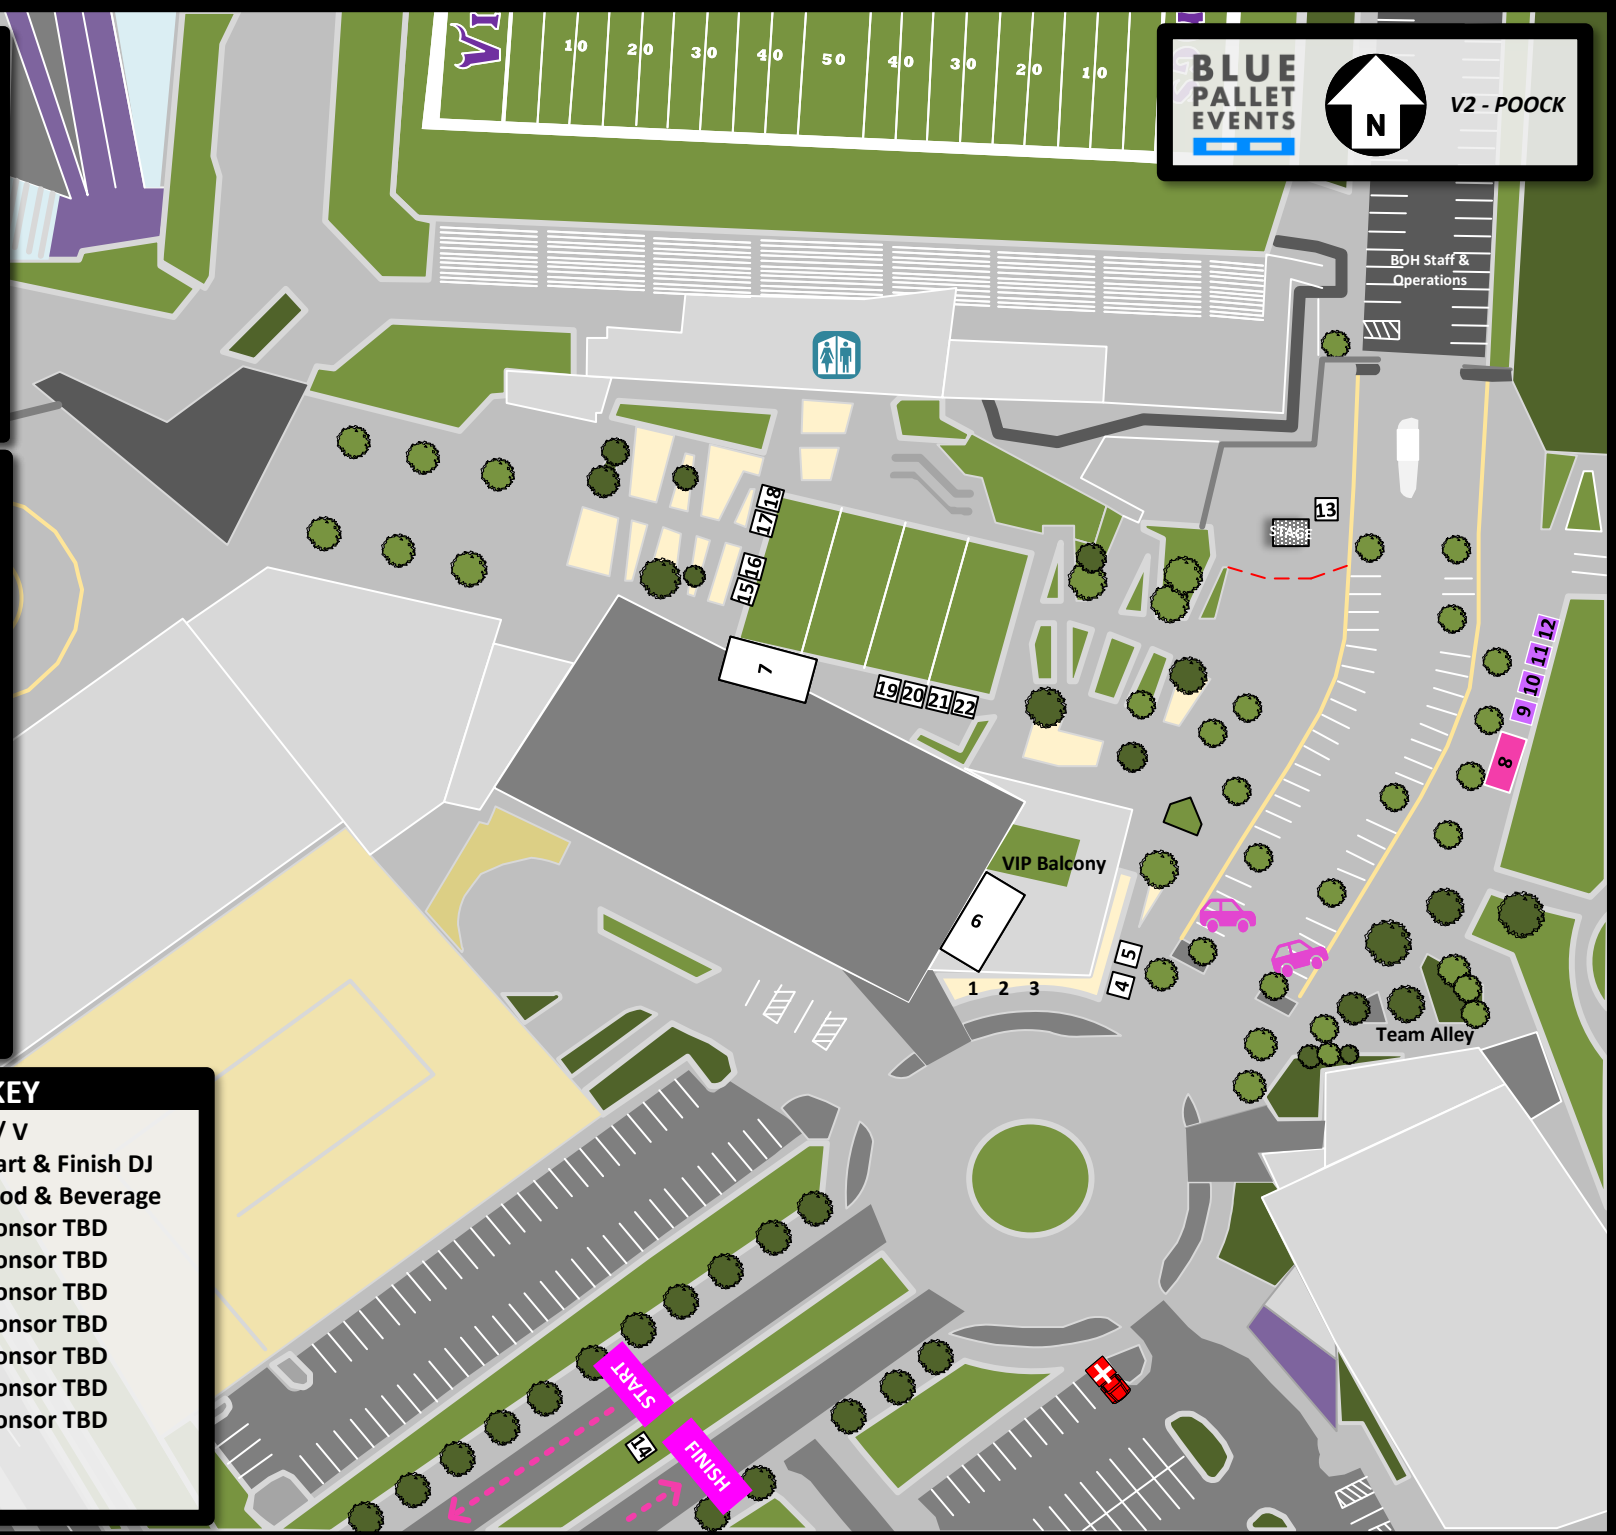 10 20 30 40 50 40 30 20 10
BLUE
PALLET
EVENTS
N
V2 - POOCK
BOH Staff &
Operations
13
STAGE
18
17
16
15
7
19 20 21 22
12
11
10
9
8
VIP Balcony
6
5
4
1 2 3
Team Alley
START
14
FINISH
KEY
/ V
art & Finish DJ
od & Beverage
onsor TBD
onsor TBD
onsor TBD
onsor TBD
onsor TBD
onsor TBD
onsor TBD